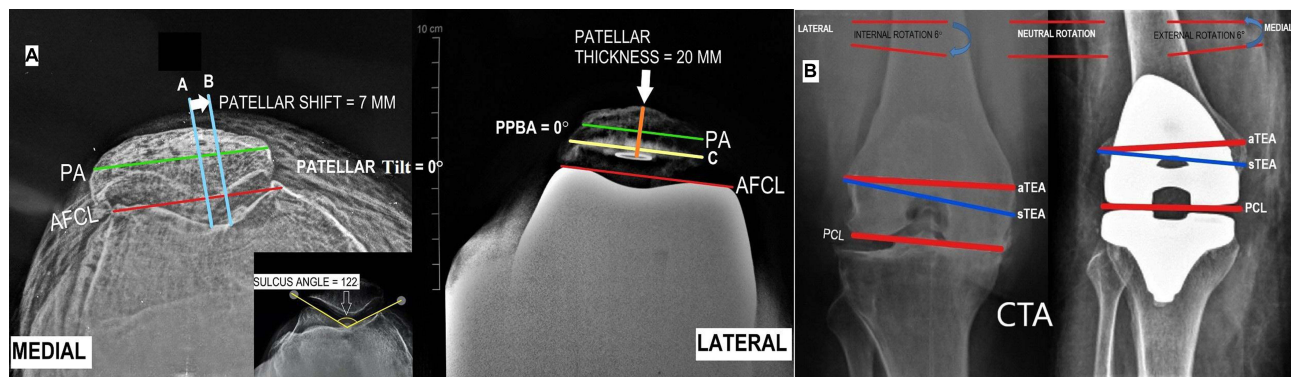 A
A B
PATELLAR SHIFT = 7 MM
PA
PATELLAR Tilt = 0°
AFCL
SULCUS ANGLE = 122
MEDIAL
10 cm
PATELLAR
THICKNESS = 20 MM
PPBA = 0°
PA
C
AFCL
0
LATERAL
B
LATERAL
INTERNAL ROTATION 6°
NEUTRAL ROTATION
EXTERNAL ROTATION 6°
MEDIAL
aTEA
sTEA
PCL
CTA
aTEA
sTEA
PCL